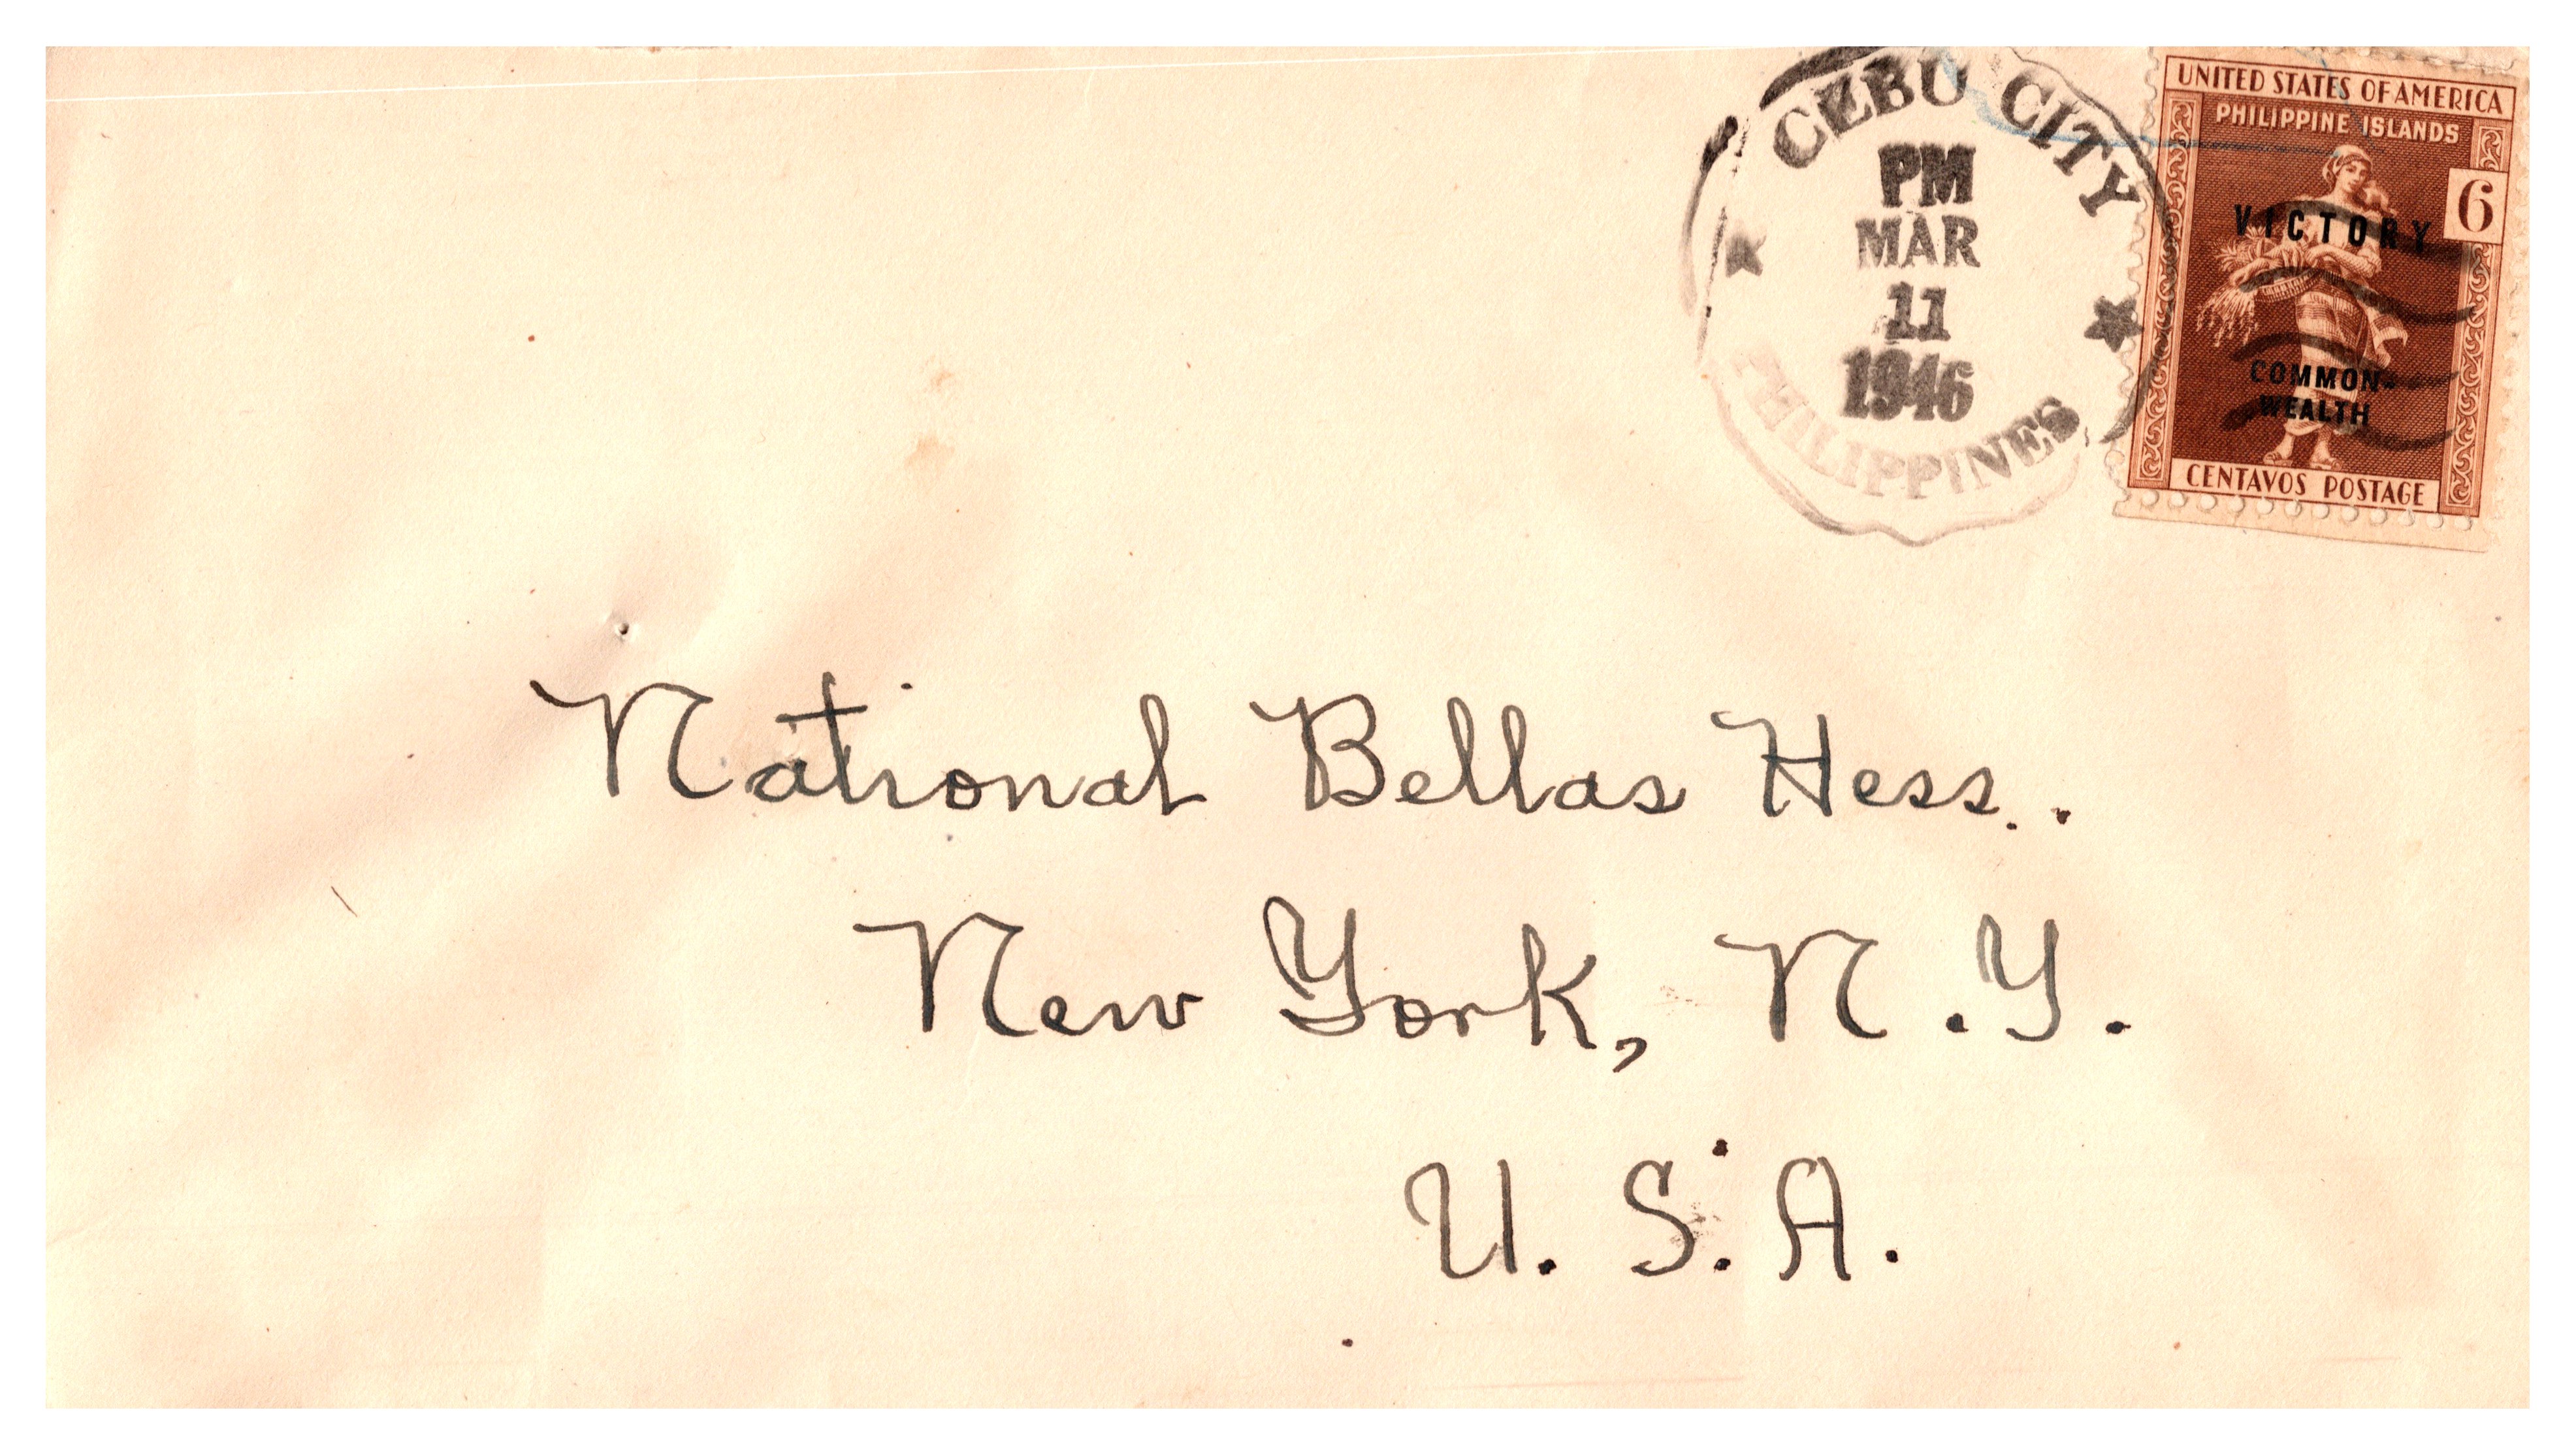 CEBU CITY
PM
MAR
11
1946
PHILIPPINES
UNITED STATES OF AMERICA
PHILIPPINE ISLANDS
6
VICTORY
COMMON-
WEALTH
CENTAVOS POSTAGE
National Bellas Hess..
New York, N.Y.
U.S.A.